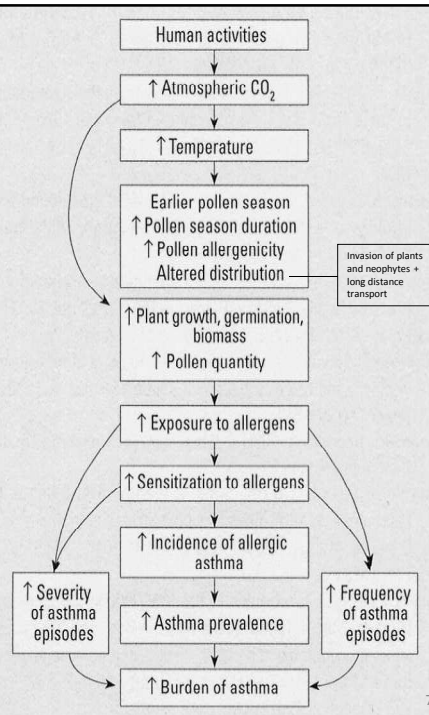 Human activities
↑ Atmospheric CO₂
↑ Temperature
Earlier pollen season
↑ Pollen season duration
↑ Pollen allergenicity
Altered distribution
Invasion of plants
and neophytes +
long distance
transport
↑ Plant growth, germination,
biomass
↑ Pollen quantity
↑ Exposure to allergens
↑ Sensitization to allergens
↑ Incidence of allergic
asthma
↑ Severity
of asthma
episodes
↑ Frequency
of asthma
episodes
↑ Asthma prevalence
↑ Burden of asthma
7